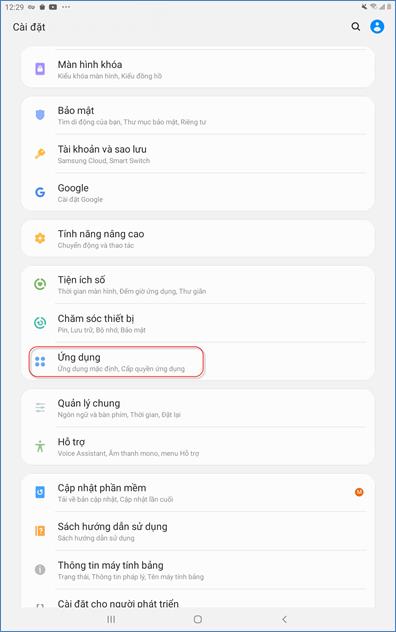 12:29
Cài đặt
Màn hình khóa
Kiểu khóa màn hình, Kiểu đồng hồ
Bảo mật
Tìm di động của bạn, Thư mục bảo mật, Riêng tư
Tài khoản và sao lưu
Samsung Cloud, Smart Switch
Google
Cài đặt Google
Tính năng nâng cao
Chuyển động và thao tác
Tiện ích số
Thời gian màn hình, Đếm giờ ứng dụng, Thư giãn
Chăm sóc thiết bị
Pin, Lưu trữ, Bộ nhớ, Bảo mật
Ứng dụng
Ứng dụng mặc định, Cấp quyền ứng dụng
Quản lý chung
Ngôn ngữ và bàn phím, Thời gian, Đặt lại
Hỗ trợ
Voice Assistant, Âm thanh mono, menu Hỗ trợ
Cập nhật phần mềm
Tải về bản cập nhật, Cập nhật lần cuối
M
Sách hướng dẫn sử dụng
Sách hướng dẫn sử dụng
Thông tin máy tính bảng
Trạng thái, Thông tin pháp lý, Tên máy tính bảng
Cài đặt cho người phát triển